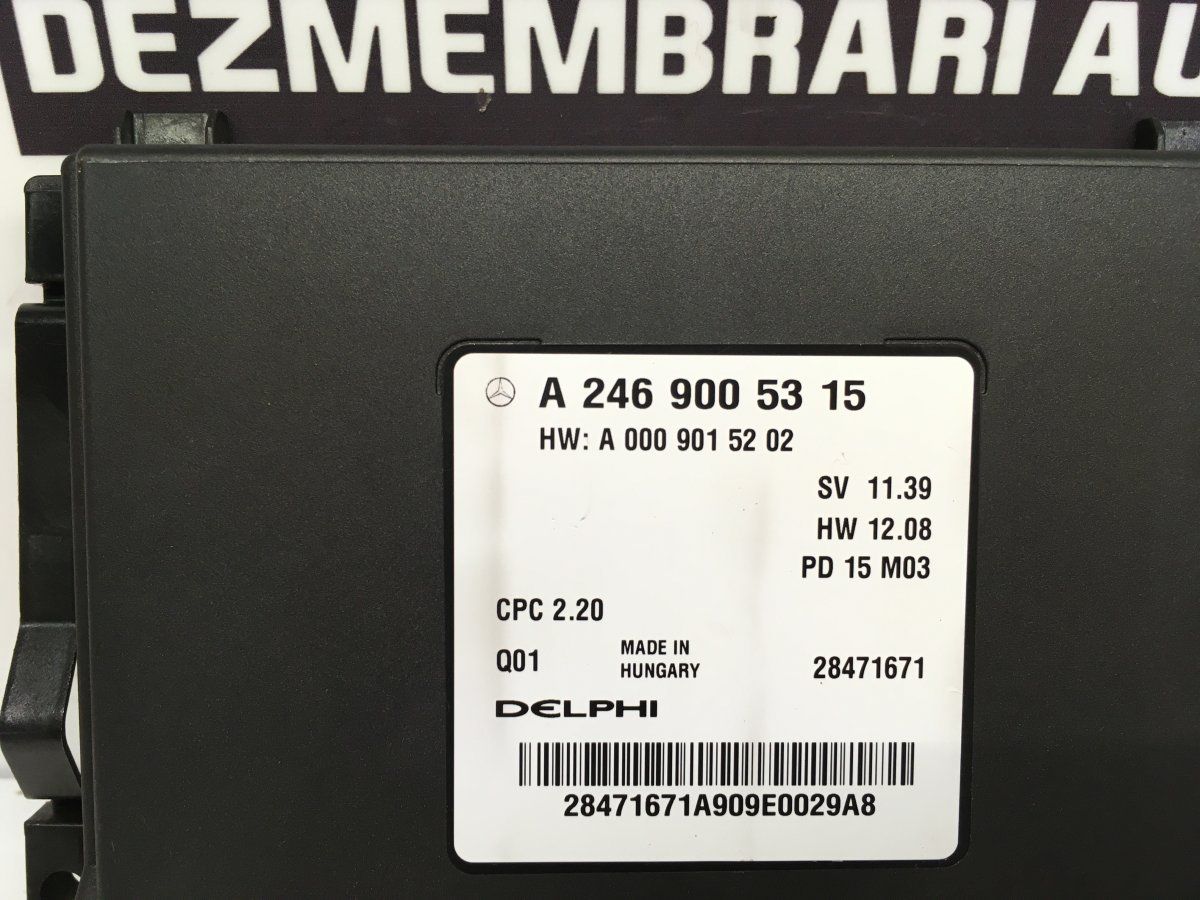 DEZMEMBRARI AU
A 246 900 53 15
HW: A 000 901 52 02
SV 11.39
HW 12.08
PD 15 M03
CPC 2.20
Q01 MADE IN HUNGARY 28471671
DELPHI
28471671A909E0029A8